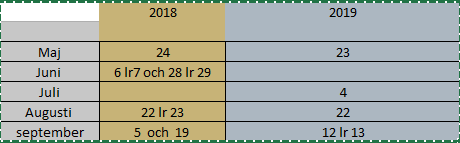 2018 2019
Maj 24 23
Juni 6 lr7 och 28 lr 29
Juli 4
Augusti 22 lr 23 22
september 5 och 19 12 lr 13